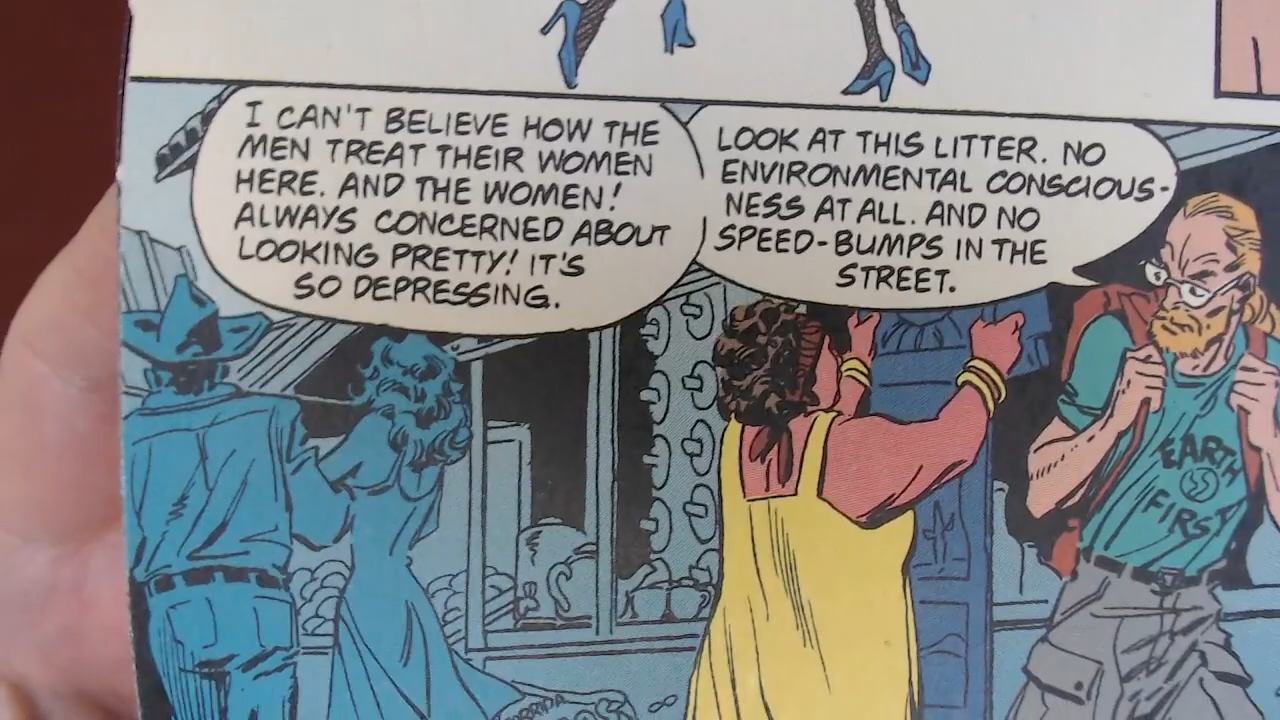 I CAN'T BELIEVE HOW THE
MEN TREAT THEIR WOMEN
HERE. AND THE WOMEN!
ALWAYS CONCERNED ABOUT
LOOKING PRETTY! IT'S
SO DEPRESSING.
LOOK AT THIS LITTER. NO
ENVIRONMENTAL CONSCIOUS-
NESS AT ALL. AND NO
SPEED-BUMPS IN THE
STREET.
EARTH
FIRST